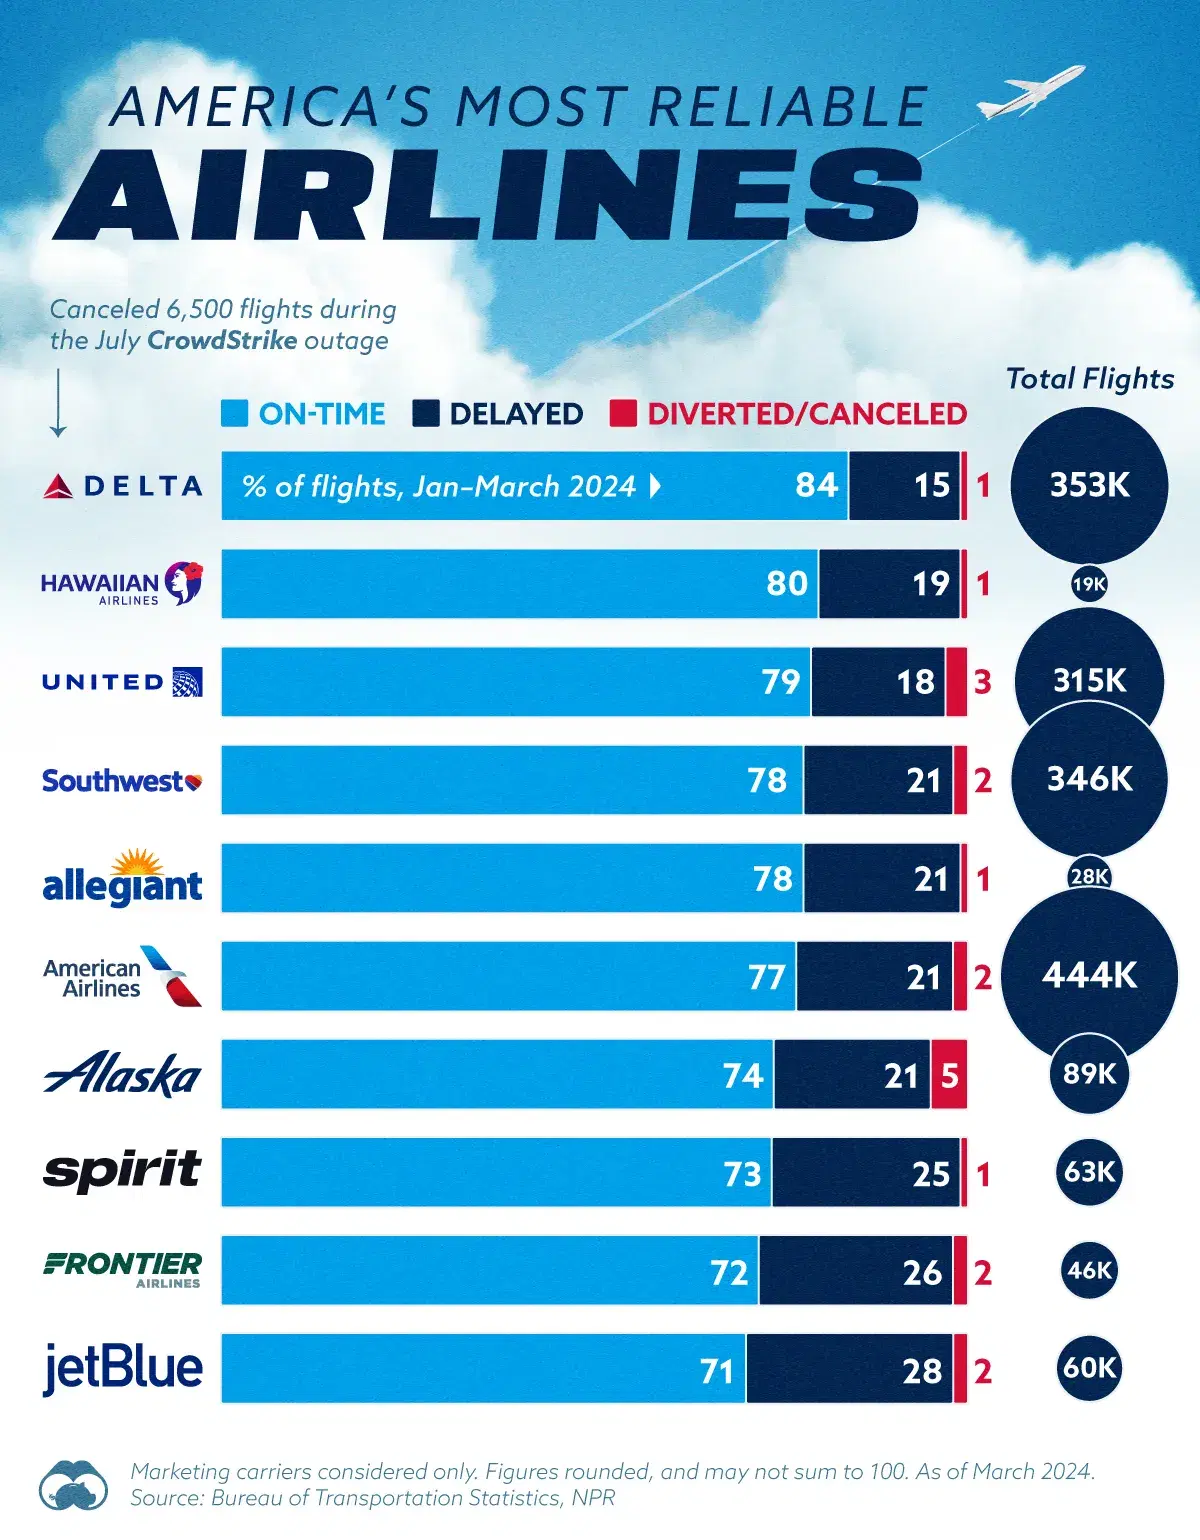 AMERICA'S MOST RELIABLE
AIRLINES
Canceled 6,500 flights during
the July CrowdStrike outage
Total Flights
ON-TIME DELAYED DIVERTED/CANCELED
DELTA % of flights, Jan–March 2024 84 15 1 353K
HAWAIIAN AIRLINES 80 19 1 19K
UNITED 79 18 3 315K
Southwest 78 21 2 346K
allegiant 78 21 1 28K
American Airlines 77 21 2 444K
Alaska 74 21 5 89K
spirit 73 25 1 63K
FRONTIER AIRLINES 72 26 2 46K
jetBlue 71 28 2 60K
Marketing carriers considered only. Figures rounded, and may not sum to 100. As of March 2024.
Source: Bureau of Transportation Statistics, NPR